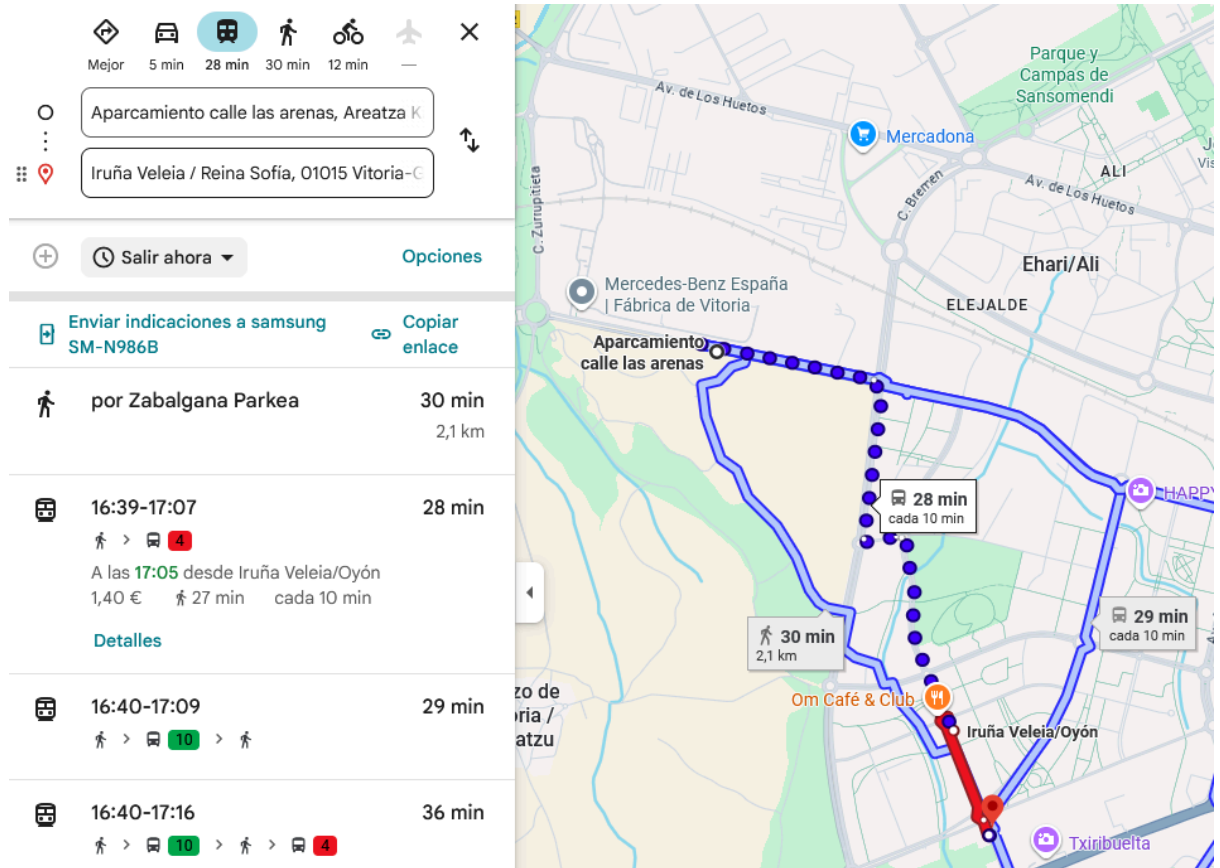 Mejor
5 min
28 min
30 min
12 min
—
Aparcamiento calle las arenas, Areatza K
Iruña Veleia / Reina Sofía, 01015 Vitoria-G
Salir ahora
Opciones
Enviar indicaciones a samsung
SM-N986B
Copiar
enlace
por Zabalgana Parkea
30 min
2,1 km
16:39-17:07
28 min
4
A las 17:05 desde Iruña Veleia/Oyón
1,40 € 27 min cada 10 min
Detalles
16:40-17:09
29 min
10
16:40-17:16
36 min
10 4
Parque y
Campas de
Sansomendi
Av. de Los Huetos
Mercadona
ALI
Av. de Los Huetos
C. Bremen
C. Zurrupitieta
Ehari/Ali
ELEJALDE
Mercedes-Benz España
| Fábrica de Vitoria
Aparcamiento
calle las arenas
HAPPY
28 min
cada 10 min
29 min
cada 10 min
30 min
2,1 km
zo de
oria /
atzu
Om Café & Club
Iruña Veleia/Oyón
Txiribuelta